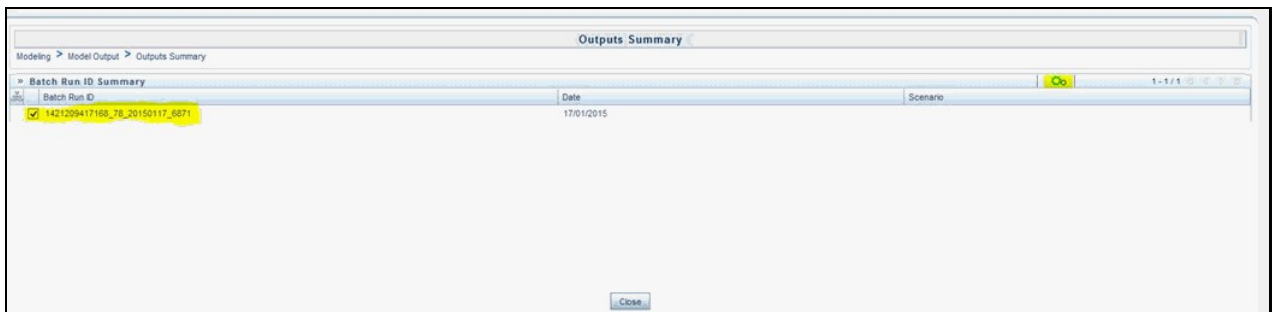 Outputs Summary
Modeling > Model Output > Outputs Summary
» Batch Run ID Summary 1-1/1
Batch Run ID Date Scenario
1421209417168_78_20150117_6871 17/01/2015
Close